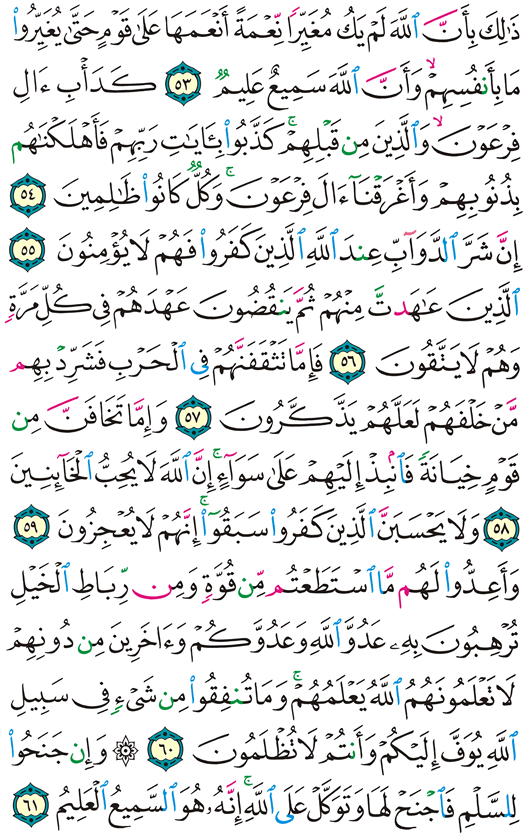 ذَٰلِكَ بِأَنَّ ٱللَّهَ لَمْ يَكُ مُغَيِّرًا نِّعْمَةً أَنْعَمَهَا عَلَىٰ قَوْمٍ حَتَّىٰ يُغَيِّرُوا۟
مَا بِأَنفُسِهِمْ ۙ وَأَنَّ ٱللَّهَ سَمِيعٌ عَلِيمٌ ٥٣ كَدَأْبِ ءَالِ
فِرْعَوْنَ ۙ وَٱلَّذِينَ مِن قَبْلِهِمْ ۚ كَذَّبُوا۟ بِـَٔايَٰتِ رَبِّهِمْ فَأَهْلَكْنَٰهُم
بِذُنُوبِهِمْ وَأَغْرَقْنَآ ءَالَ فِرْعَوْنَ ۚ وَكُلٌّ كَانُوا۟ ظَٰلِمِينَ ٥٤
إِنَّ شَرَّ ٱلدَّوَآبِّ عِندَ ٱللَّهِ ٱلَّذِينَ كَفَرُوا۟ فَهُمْ لَا يُؤْمِنُونَ ٥٥
ٱلَّذِينَ عَٰهَدتَّ مِنْهُمْ ثُمَّ يَنقُضُونَ عَهْدَهُمْ فِى كُلِّ مَرَّةٍ
وَهُمْ لَا يَتَّقُونَ ٥٦ فَإِمَّا تَثْقَفَنَّهُمْ فِى ٱلْحَرْبِ فَشَرِّدْ بِهِم
مَّنْ خَلْفَهُمْ لَعَلَّهُمْ يَذَّكَّرُونَ ٥٧ وَإِمَّا تَخَافَنَّ مِن
قَوْمٍ خِيَانَةً فَٱنۢبِذْ إِلَيْهِمْ عَلَىٰ سَوَآءٍ ۚ إِنَّ ٱللَّهَ لَا يُحِبُّ ٱلْخَآئِنِينَ
٥٨ وَلَا يَحْسَبَنَّ ٱلَّذِينَ كَفَرُوا۟ سَبَقُوٓا۟ ۚ إِنَّهُمْ لَا يُعْجِزُونَ ٥٩
وَأَعِدُّوا۟ لَهُم مَّا ٱسْتَطَعْتُم مِّن قُوَّةٍ وَمِن رِّبَاطِ ٱلْخَيْلِ
تُرْهِبُونَ بِهِۦ عَدُوَّ ٱللَّهِ وَعَدُوَّكُمْ وَءَاخَرِينَ مِن دُونِهِمْ
لَا تَعْلَمُونَهُمُ ٱللَّهُ يَعْلَمُهُمْ ۚ وَمَا تُنفِقُوا۟ مِن شَىْءٍ فِى سَبِيلِ
ٱللَّهِ يُوَفَّ إِلَيْكُمْ وَأَنتُمْ لَا تُظْلَمُونَ ٦٠ ۞ وَإِن جَنَحُوا۟
لِلسَّلْمِ فَٱجْنَحْ لَهَا وَتَوَكَّلْ عَلَى ٱللَّهِ ۚ إِنَّهُۥ هُوَ ٱلسَّمِيعُ ٱلْعَلِيمُ ٦١